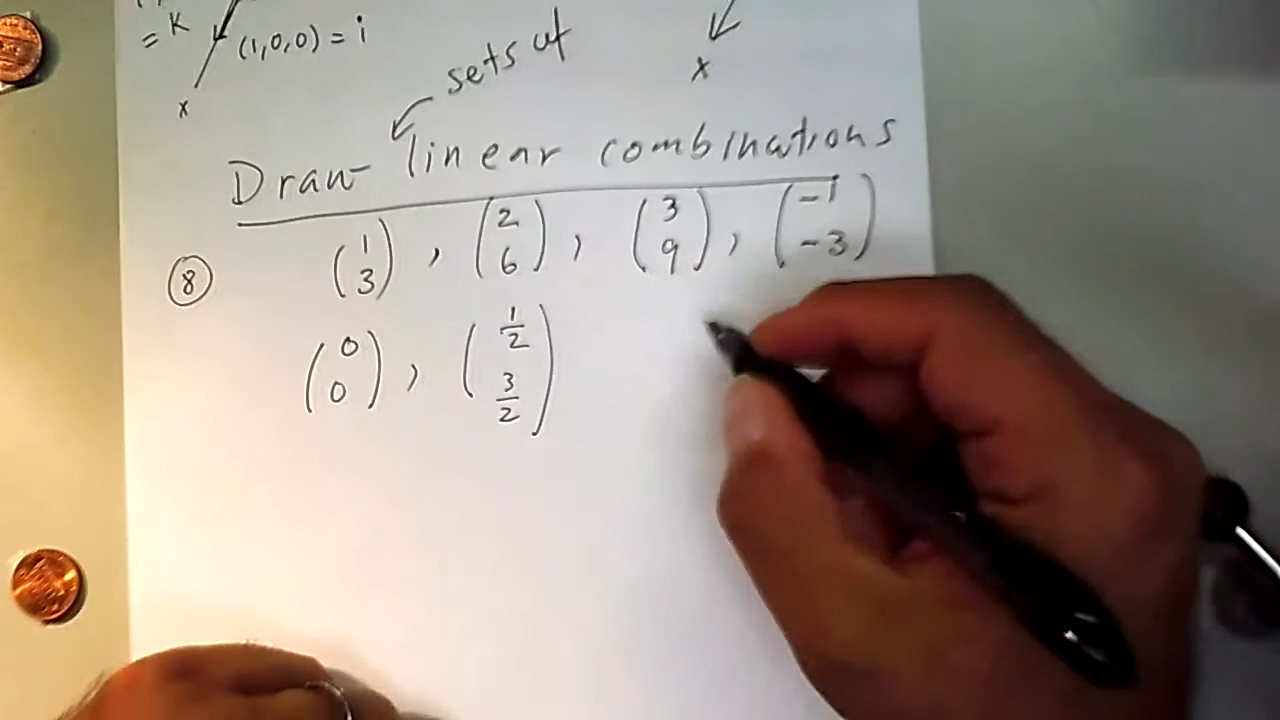 = K (1,0,0) = i
x
x
sets of
Draw linear combinations
⑧ (1 3), (2 6), (3 9), (-1 -3)
(0 0), (1/2 3/2)